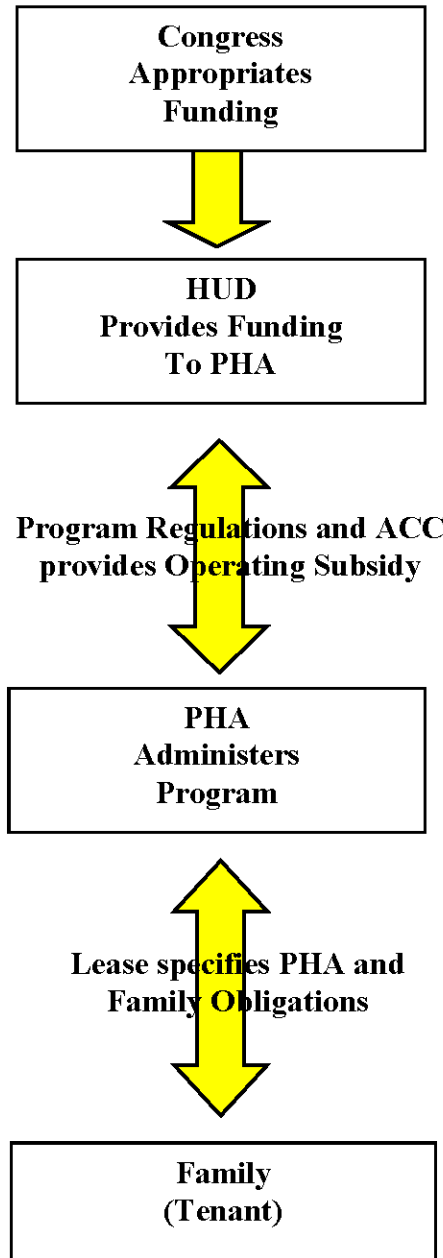 Congress
Appropriates
Funding
HUD
Provides Funding
To PHA
Program Regulations and ACC
provides Operating Subsidy
PHA
Administers
Program
Lease specifies PHA and
Family Obligations
Family
(Tenant)